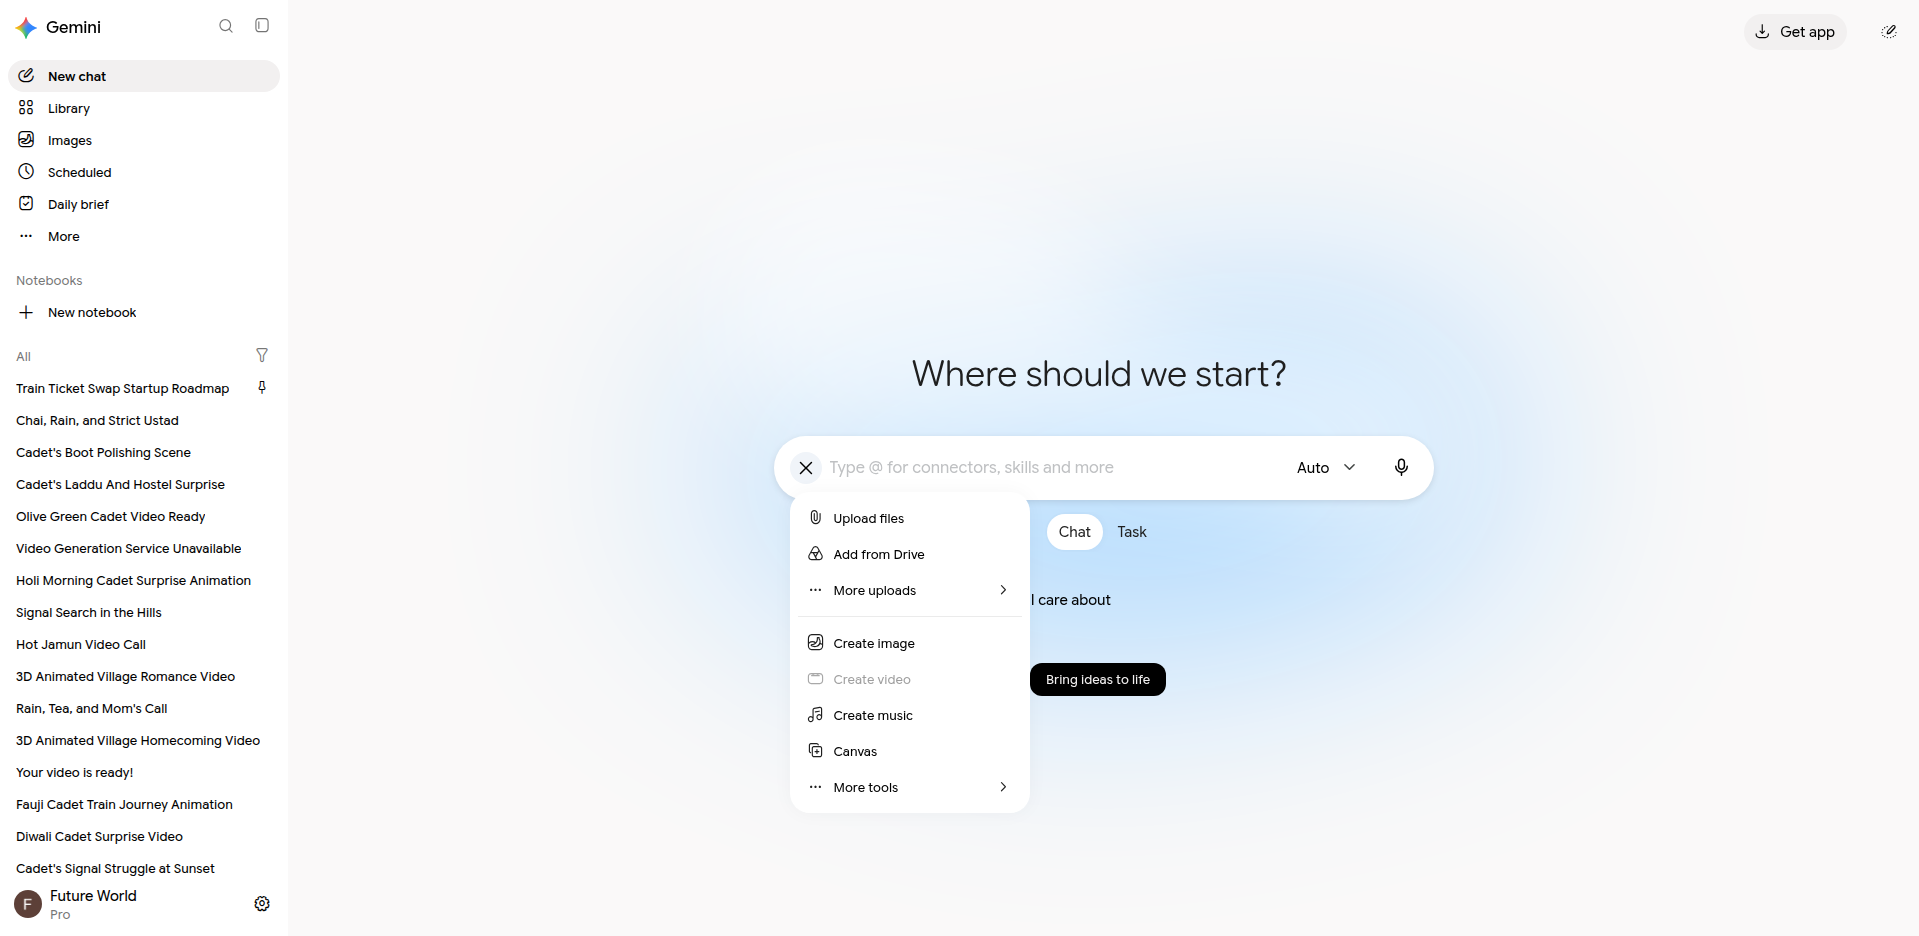 Gemini
New chat
Library
Images
Scheduled
Daily brief
More
Notebooks
New notebook
All
Train Ticket Swap Startup Roadmap
Chai, Rain, and Strict Ustad
Cadet's Boot Polishing Scene
Cadet's Laddu And Hostel Surprise
Olive Green Cadet Video Ready
Video Generation Service Unavailable
Holi Morning Cadet Surprise Animation
Signal Search in the Hills
Hot Jamun Video Call
3D Animated Village Romance Video
Rain, Tea, and Mom's Call
3D Animated Village Homecoming Video
Your video is ready!
Fauji Cadet Train Journey Animation
Diwali Cadet Surprise Video
Cadet's Signal Struggle at Sunset
F
Future World
Pro
Get app
Where should we start?
Type @ for connectors, skills and more
Auto
Chat Task
Upload files
Add from Drive
More uploads
I care about
Create image
Create video
Bring ideas to life
Create music
Canvas
More tools